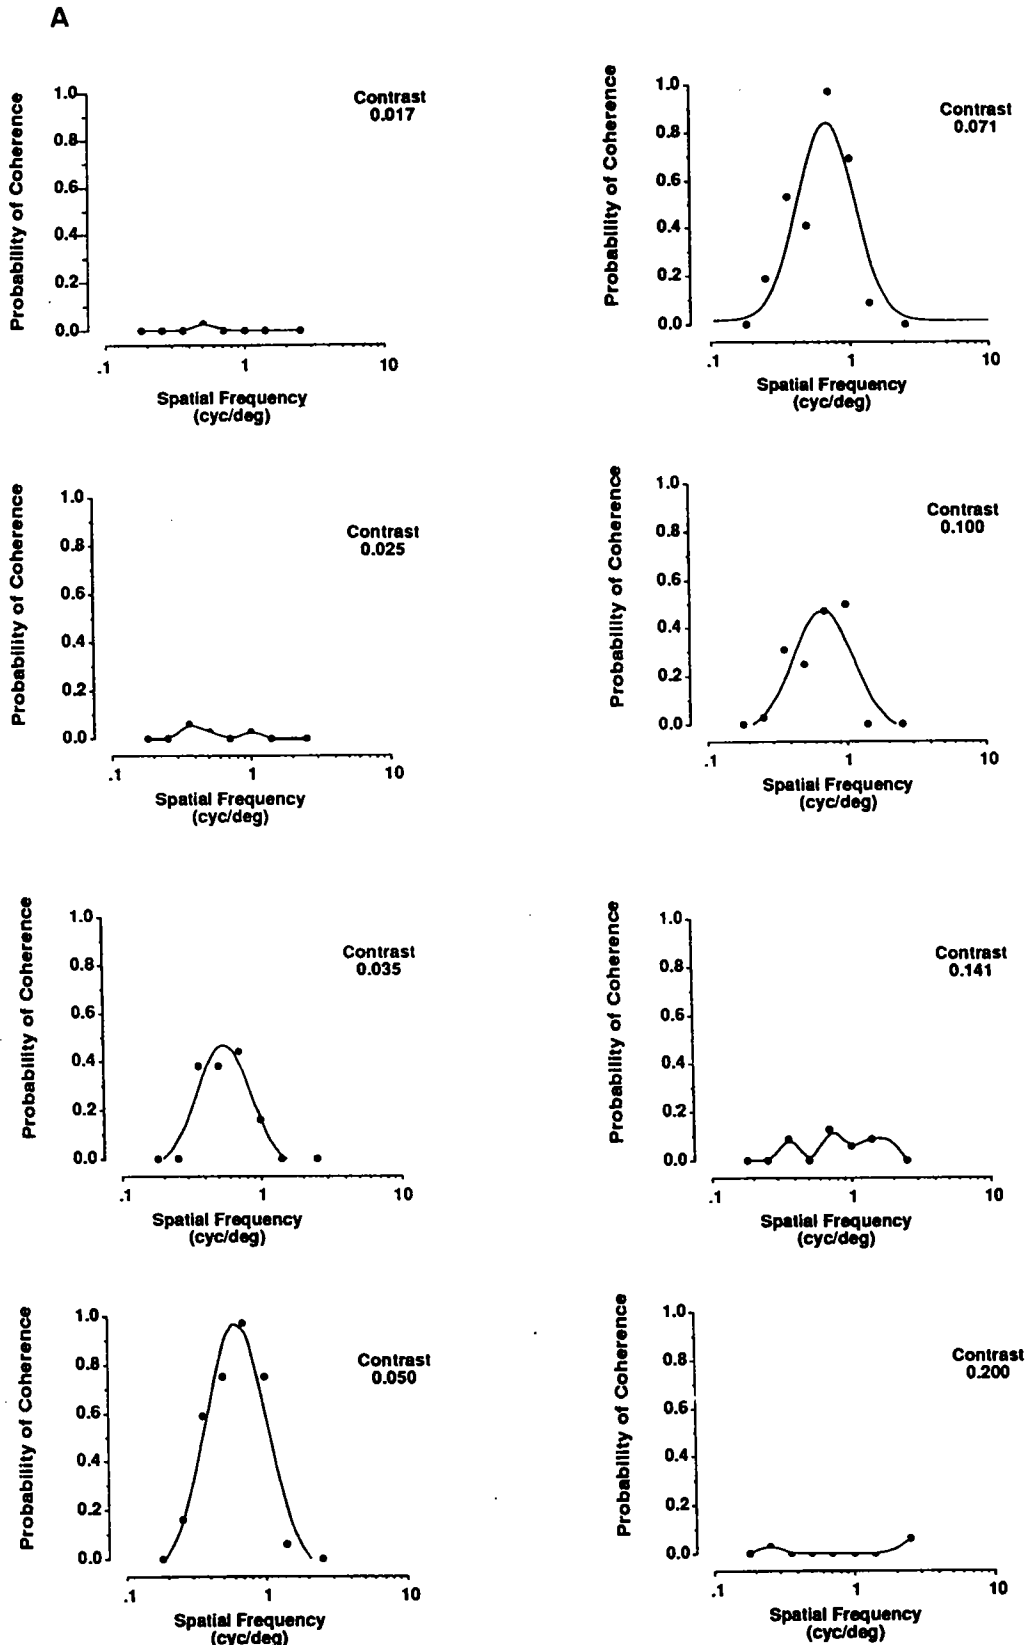 A
Probability of Coherence
1.0
0.8
0.6
0.4
0.2
0.0
Contrast
0.017
.1
1
10
Spatial Frequency
(cyc/deg)
Probability of Coherence
1.0
0.8
0.6
0.4
0.2
0.0
Contrast
0.071
.1
1
10
Spatial Frequency
(cyc/deg)
Probability of Coherence
1.0
0.8
0.6
0.4
0.2
0.0
Contrast
0.025
.1
1
10
Spatial Frequency
(cyc/deg)
Probability of Coherence
1.0
0.8
0.6
0.4
0.2
0.0
Contrast
0.100
.1
1
10
Spatial Frequency
(cyc/deg)
Probability of Coherence
1.0
0.8
0.6
0.4
0.2
0.0
Contrast
0.035
.1
1
10
Spatial Frequency
(cyc/deg)
Probability of Coherence
1.0
0.8
0.6
0.4
0.2
0.0
Contrast
0.141
.1
1
10
Spatial Frequency
(cyc/deg)
Probability of Coherence
1.0
0.8
0.6
0.4
0.2
0.0
Contrast
0.050
.1
1
10
Spatial Frequency
(cyc/deg)
Probability of Coherence
1.0
0.8
0.6
0.4
0.2
0.0
Contrast
0.200
.1
1
10
Spatial Frequency
(cyc/deg)